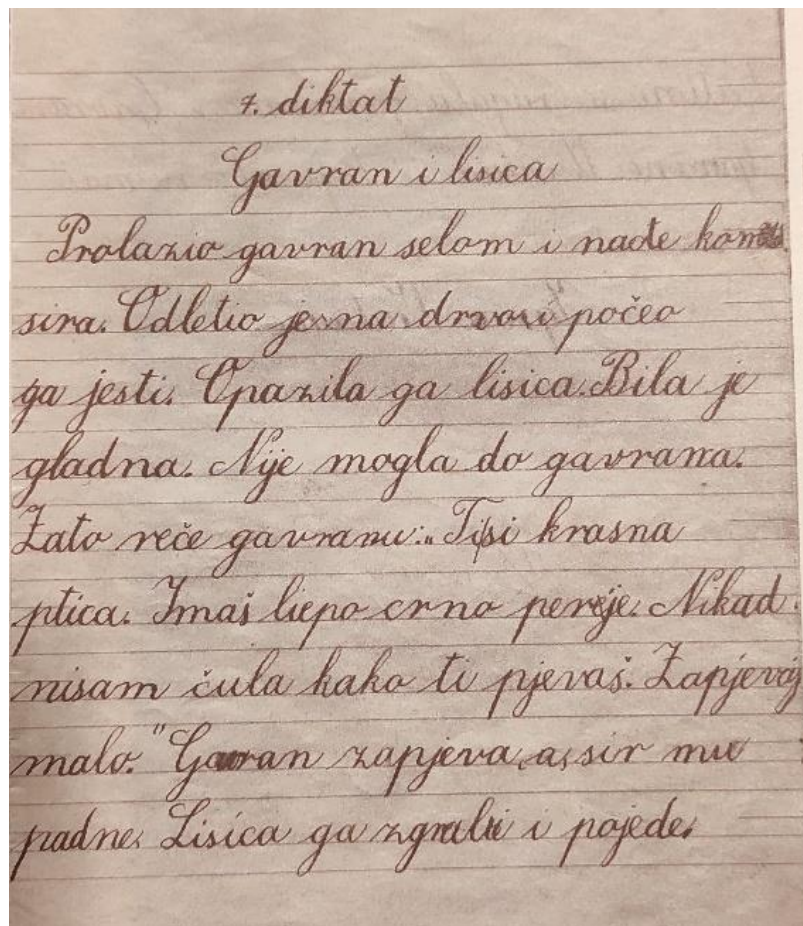 7. diktat
Gavran i lisica
Prolazio gavran selom i nađe komad
sira. Odletio je na drvo i počeo
ga jesti. Opazila ga lisica. Bila je
gladna. Nije mogla do gavrana.
Zato reče gavranu: „Ti si krasna
ptica. Imaš liepo crno perje. Nikad
nisam čula kako ti pjevaš. Zapjevaj
malo." Gavran zapjeva, a sir mu
padne. Lisica ga zgrabi i pojede.